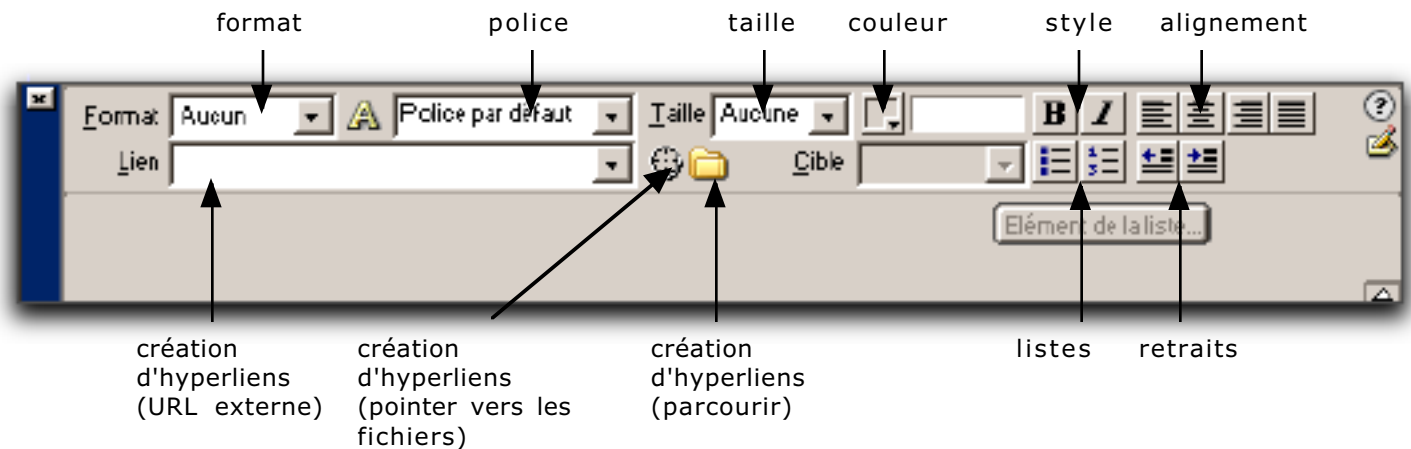 format police taille couleur style alignement
Format Aucun Police par défaut Taille Aucune B I
Lien Cible
Elément de la liste...
création d'hyperliens (URL externe)
création d'hyperliens (pointer vers les fichiers)
création d'hyperliens (parcourir)
listes retraits